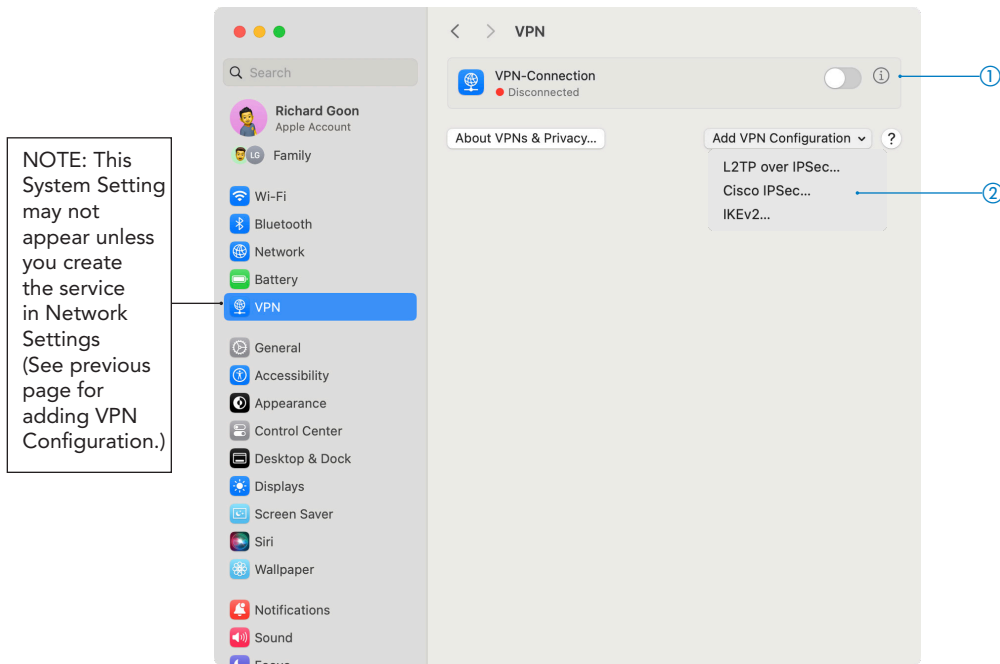 NOTE: This
System Setting
may not
appear unless
you create
the service
in Network
Settings
(See previous
page for
adding VPN
Configuration.)
Search
Richard Goon
Apple Account
LG
Family
Wi-Fi
Bluetooth
Network
Battery
VPN
General
Accessibility
Appearance
Control Center
Desktop & Dock
Displays
Screen Saver
Siri
Wallpaper
Notifications
Sound
Focus
VPN
VPN-Connection
Disconnected
1
About VPNs & Privacy...
Add VPN Configuration
?
L2TP over IPSec...
Cisco IPSec...
2
IKEv2...